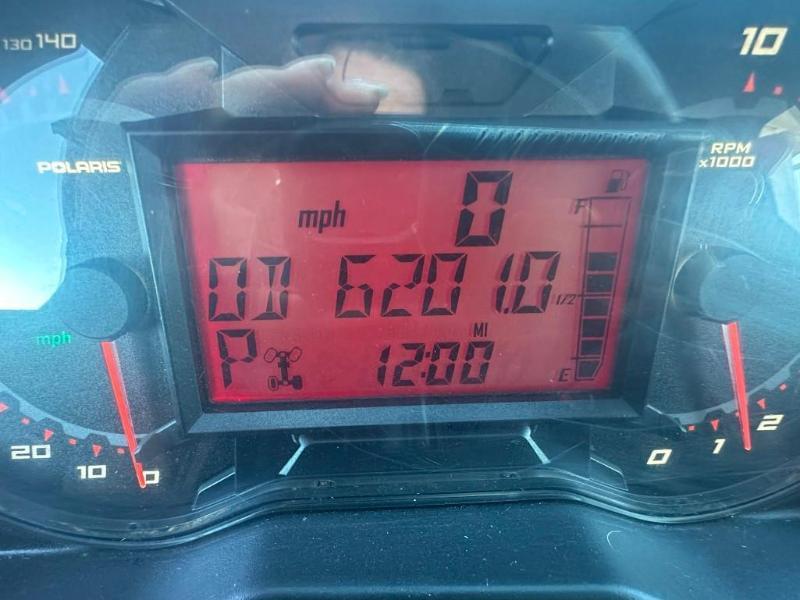 130 140
10
POLARIS
RPM
x1000
mph 0
F
OD 6201.0
1/2
MI
mph
P 12:00
E
20 10 0
0 1 2